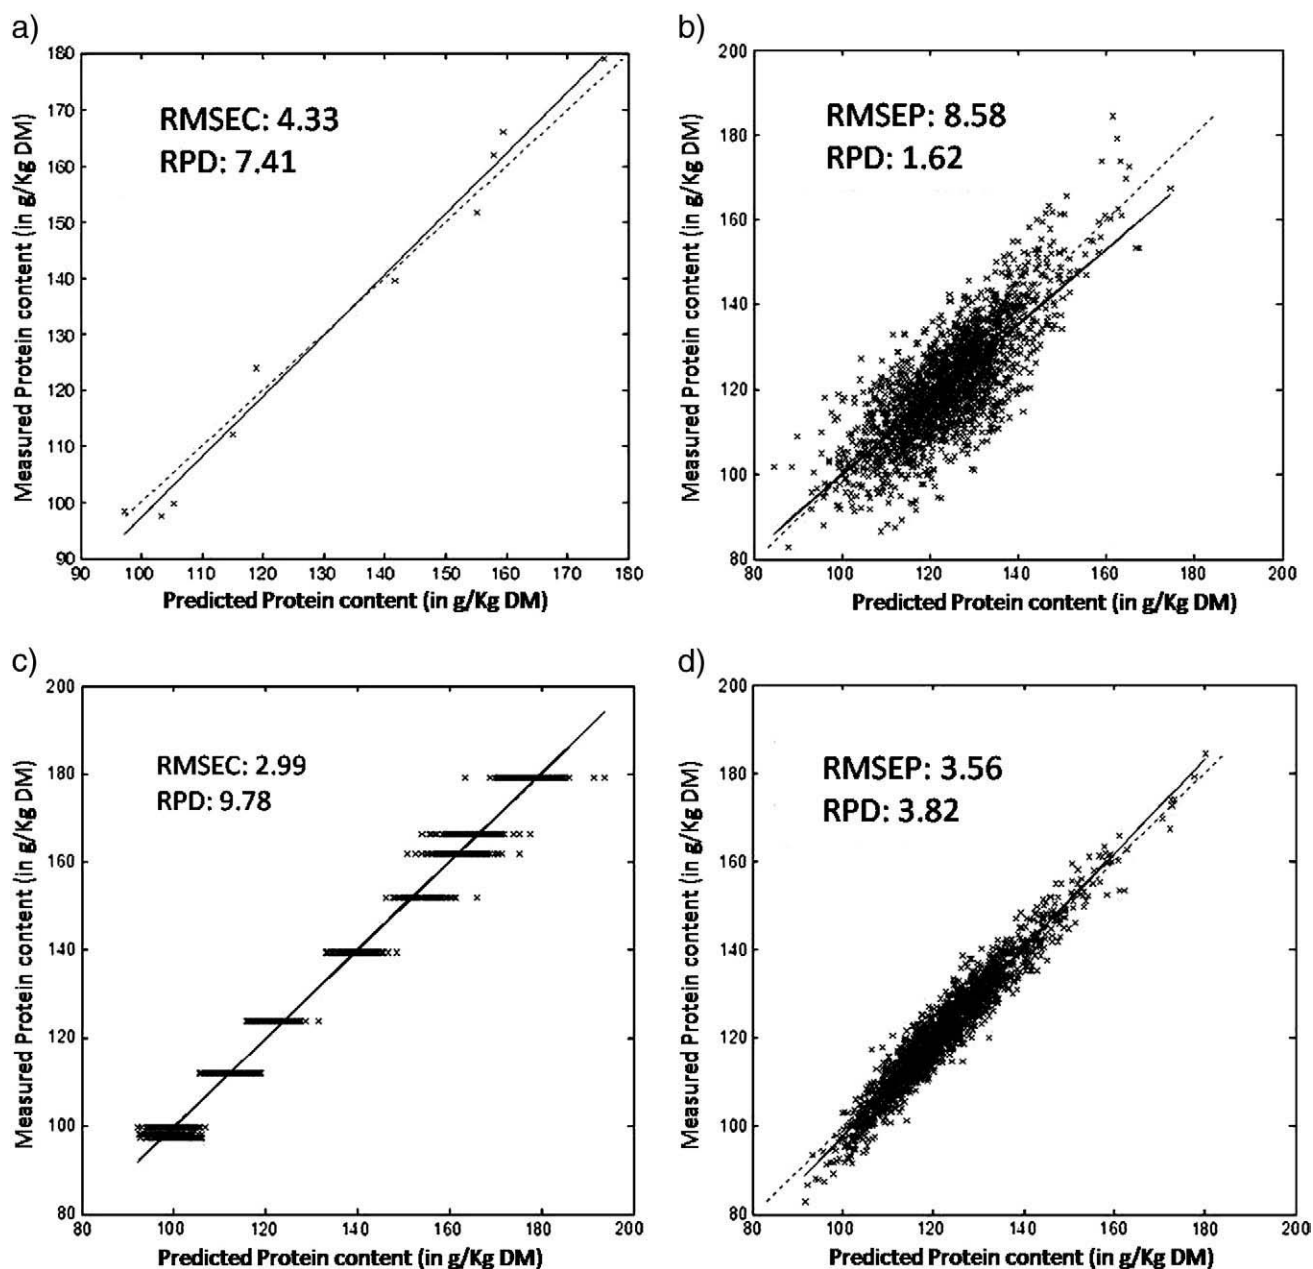 a)
180
170
160
150
140
130
120
110
100
90
90 100 110 120 130 140 150 160 170 180
Measured Protein content (in g/Kg DM)
Predicted Protein content (in g/Kg DM)
RMSEC: 4.33
RPD: 7.41
b)
200
180
160
140
120
100
80
80 100 120 140 160 180 200
Measured Protein content (in g/Kg DM)
Predicted Protein content (in g/Kg DM)
RMSEP: 8.58
RPD: 1.62
c)
200
180
160
140
120
100
80
80 100 120 140 160 180 200
Measured Protein content (in g/Kg DM)
Predicted Protein content (in g/Kg DM)
RMSEC: 2.99
RPD: 9.78
d)
200
180
160
140
120
100
80
80 100 120 140 160 180 200
Measured Protein content (in g/Kg DM)
Predicted Protein content (in g/Kg DM)
RMSEP: 3.56
RPD: 3.82